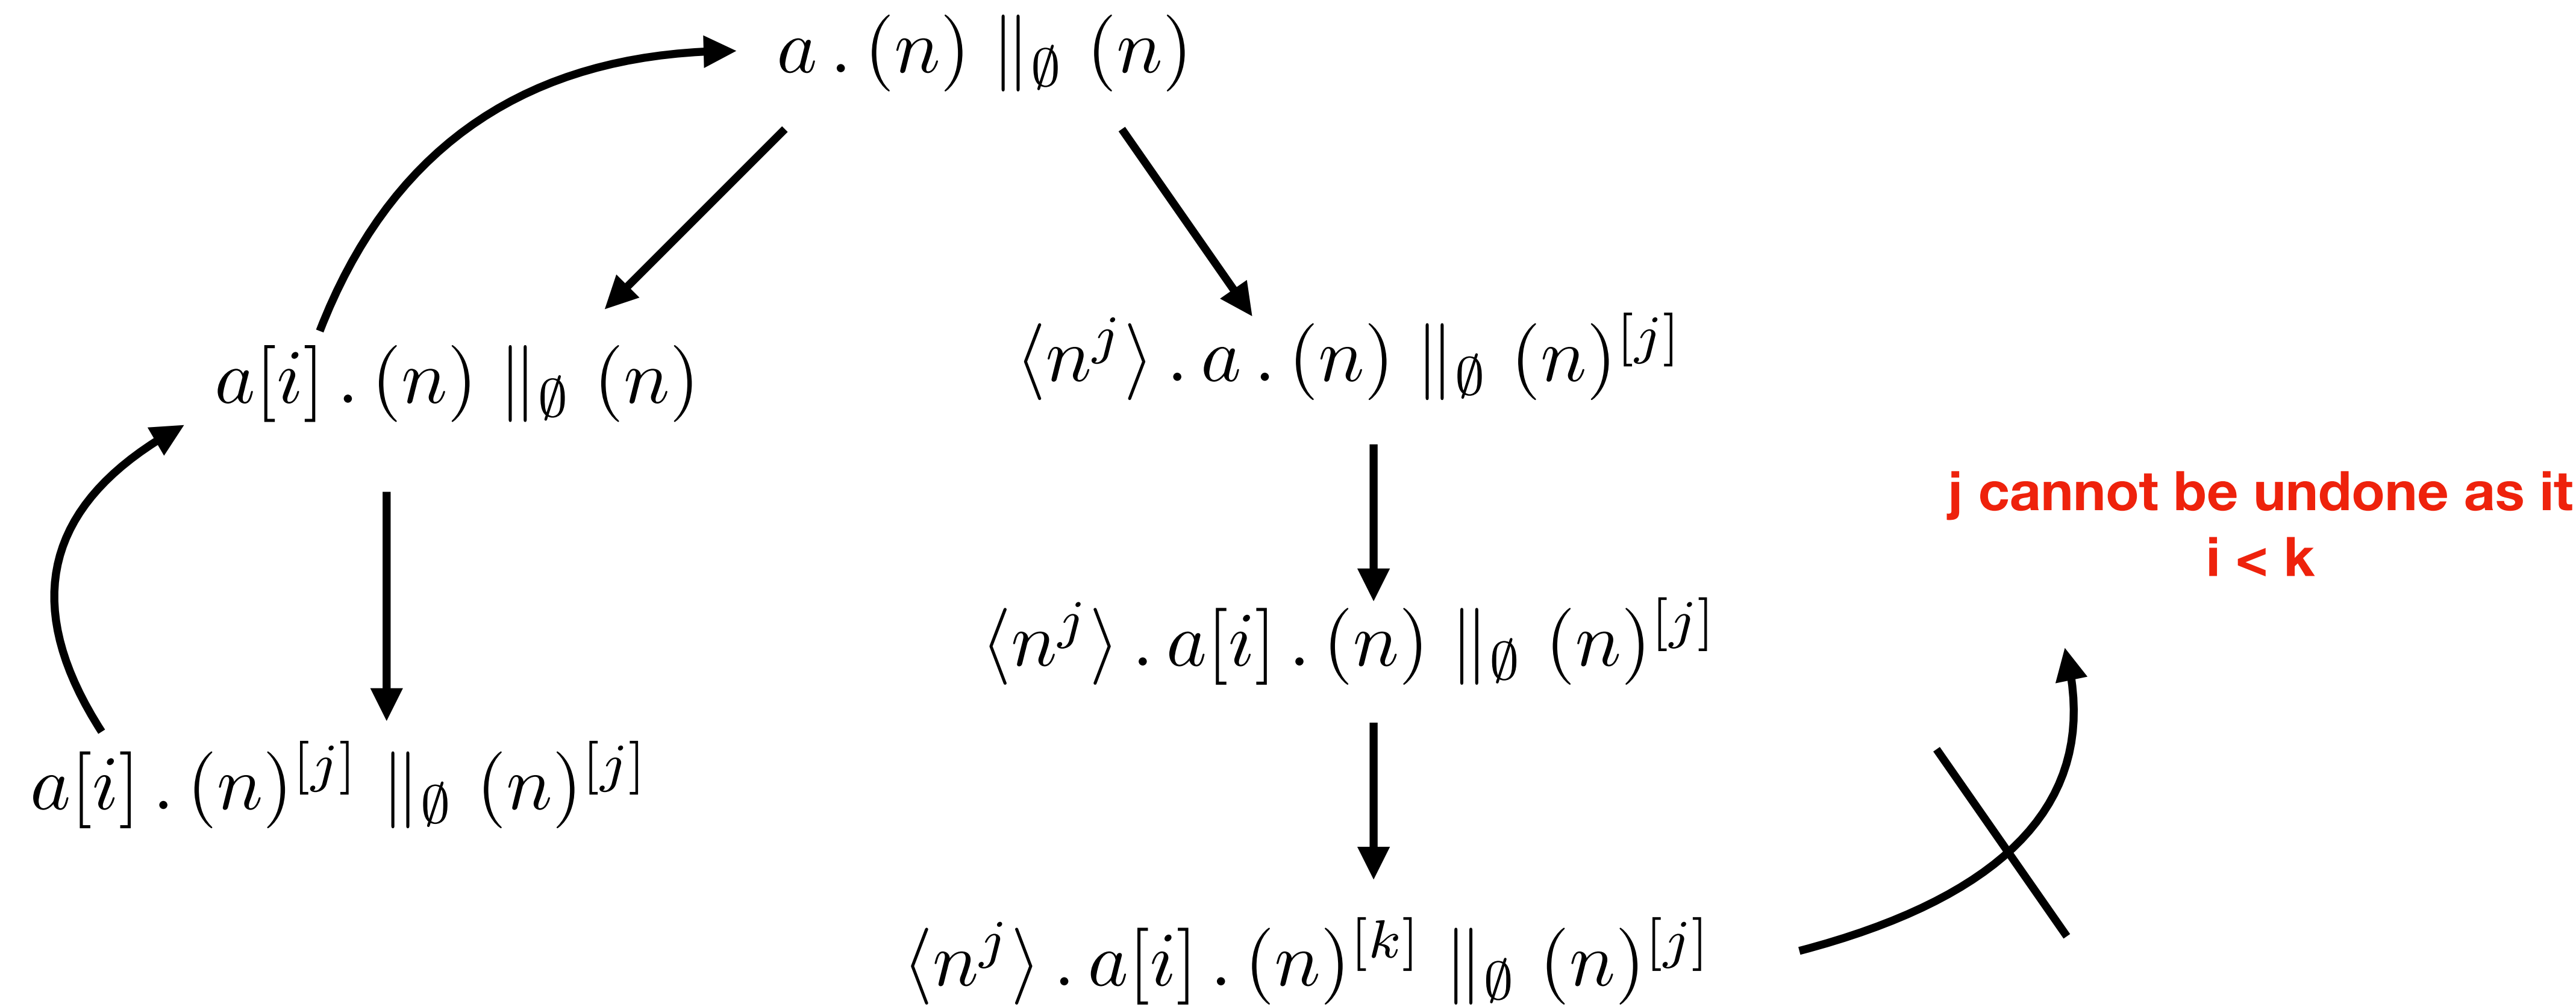 a . (n) ∥_∅ (n)
a[i] . (n) ∥_∅ (n)
⟨n^j⟩ . a . (n) ∥_∅ (n)^[j]
j cannot be undone as it
i < k
⟨n^j⟩ . a[i] . (n) ∥_∅ (n)^[j]
a[i] . (n)^[j] ∥_∅ (n)^[j]
⟨n^j⟩ . a[i] . (n)^[k] ∥_∅ (n)^[j]